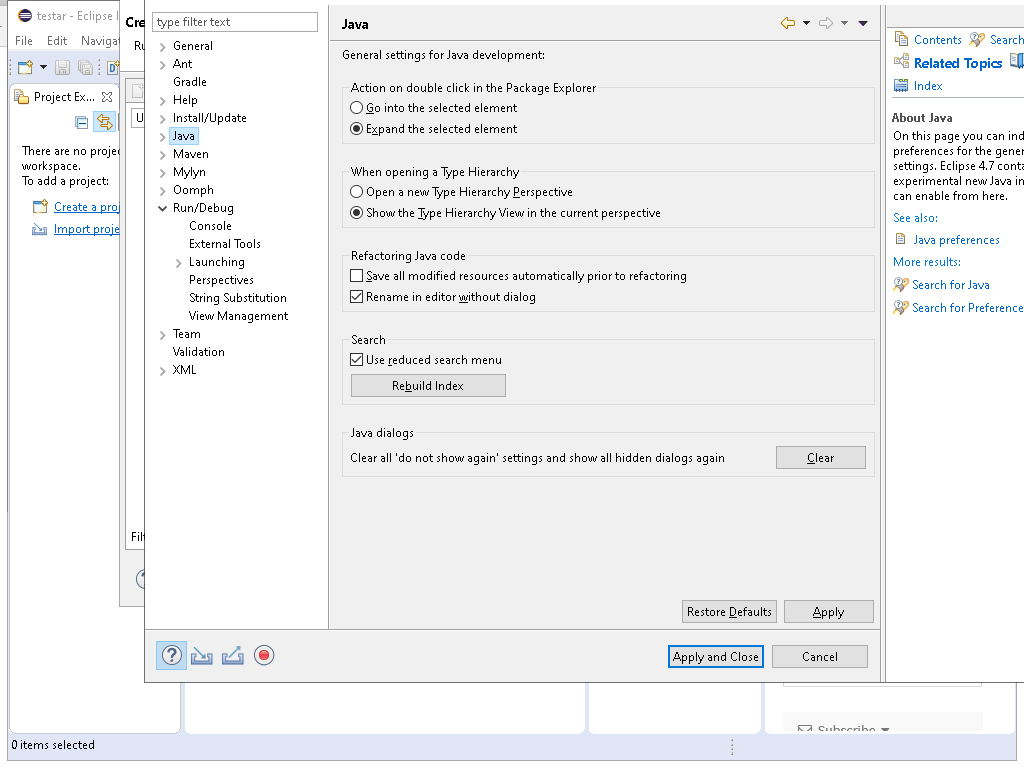 testar - Eclipse I
File Edit Navigat
Project Ex...
There are no proje
workspace.
To add a project:
Create a proj
Import proje
Cre
Ru
U
Filt
type filter text
General
Ant
Gradle
Help
Install/Update
Java
Maven
Mylyn
Oomph
Run/Debug
Console
External Tools
Launching
Perspectives
String Substitution
View Management
Team
Validation
XML
Java
General settings for Java development:
Action on double click in the Package Explorer
Go into the selected element
Expand the selected element
When opening a Type Hierarchy
Open a new Type Hierarchy Perspective
Show the Type Hierarchy View in the current perspective
Refactoring Java code
Save all modified resources automatically prior to refactoring
Rename in editor without dialog
Search
Use reduced search menu
Rebuild Index
Java dialogs
Clear all 'do not show again' settings and show all hidden dialogs again
Clear
Restore Defaults Apply
Apply and Close Cancel
Contents Search
Related Topics
Index
About Java
On this page you can ind
preferences for the gener
settings. Eclipse 4.7 conta
experimental new Java in
can enable from here.
See also:
Java preferences
More results:
Search for Java
Search for Preference
Subscribe
0 items selected